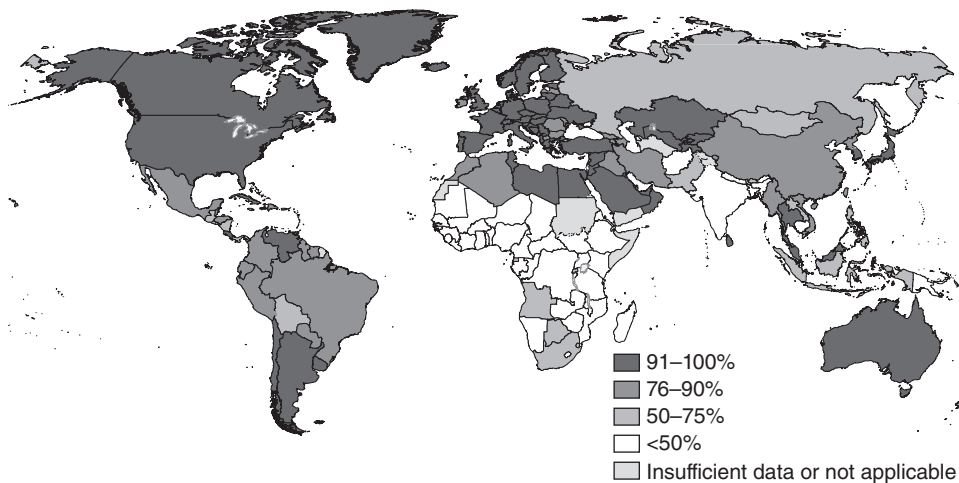 91–100%
76–90%
50–75%
<50%
Insufficient data or not applicable